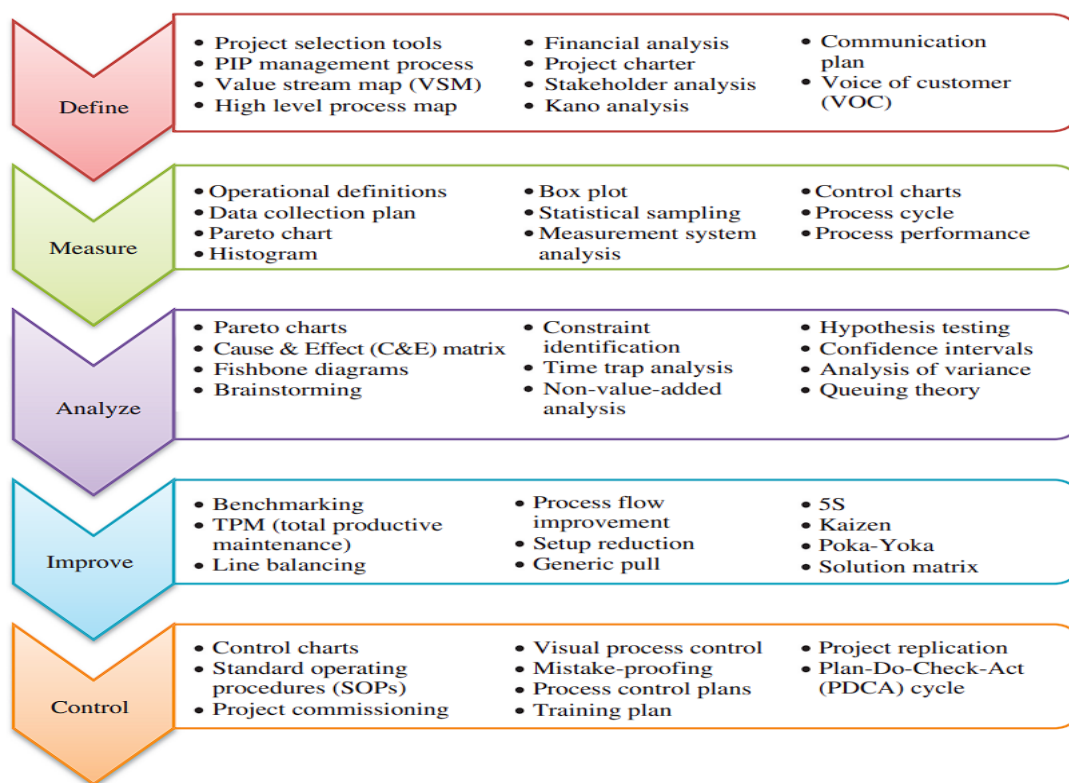 Define
• Project selection tools
• PIP management process
• Value stream map (VSM)
• High level process map
• Financial analysis
• Project charter
• Stakeholder analysis
• Kano analysis
• Communication
plan
• Voice of customer
(VOC)
Measure
• Operational definitions
• Data collection plan
• Pareto chart
• Histogram
• Box plot
• Statistical sampling
• Measurement system
analysis
• Control charts
• Process cycle
• Process performance
Analyze
• Pareto charts
• Cause & Effect (C&E) matrix
• Fishbone diagrams
• Brainstorming
• Constraint
identification
• Time trap analysis
• Non-value-added
analysis
• Hypothesis testing
• Confidence intervals
• Analysis of variance
• Queuing theory
Improve
• Benchmarking
• TPM (total productive
maintenance)
• Line balancing
• Process flow
improvement
• Setup reduction
• Generic pull
• 5S
• Kaizen
• Poka-Yoka
• Solution matrix
Control
• Control charts
• Standard operating
procedures (SOPs)
• Project commissioning
• Visual process control
• Mistake-proofing
• Process control plans
• Training plan
• Project replication
• Plan-Do-Check-Act
(PDCA) cycle